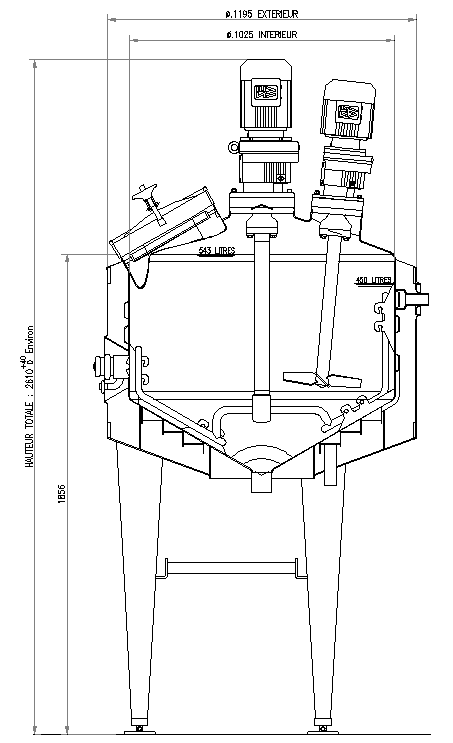 ø.1195 EXTERIEUR
ø.1025 INTERIEUR
543 LITRES
450 LITRES
HAUTEUR TOTALE : 2610 +40 0 Environ
1856